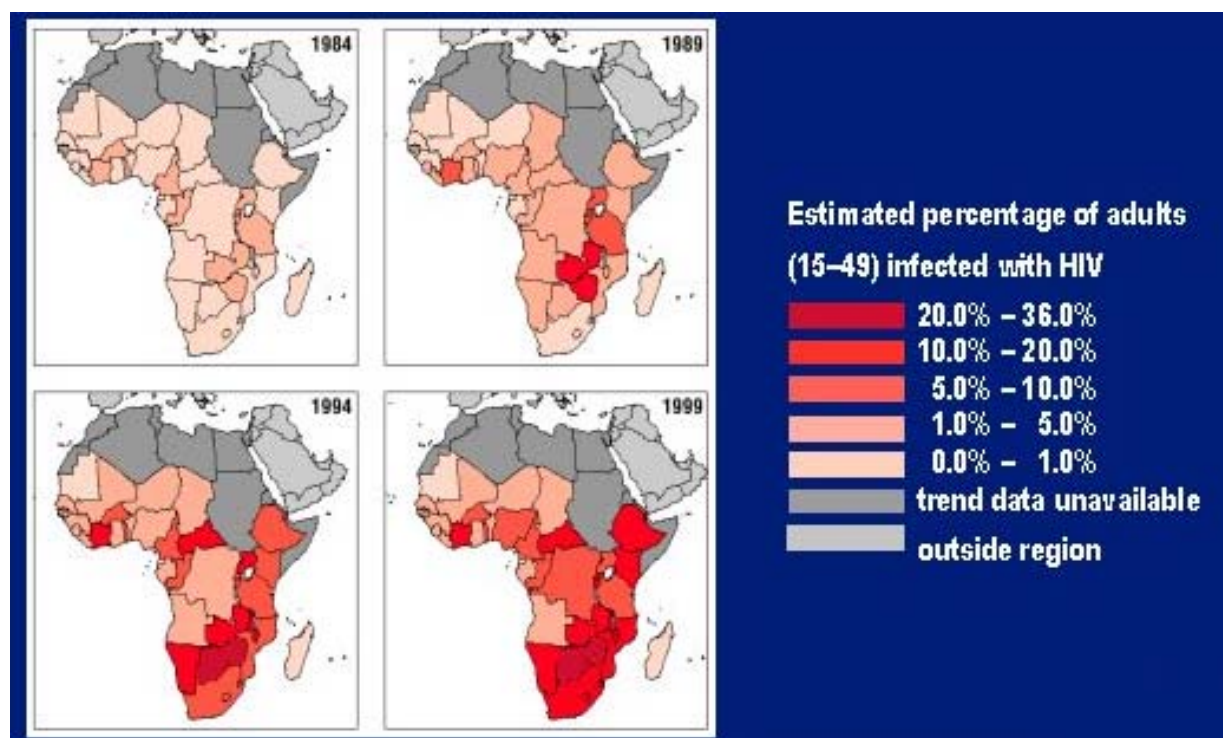 1984
1989
1994
1999
Estimated percentage of adults
(15–49) infected with HIV
20.0% – 36.0%
10.0% – 20.0%
5.0% – 10.0%
1.0% – 5.0%
0.0% – 1.0%
trend data unavailable
outside region